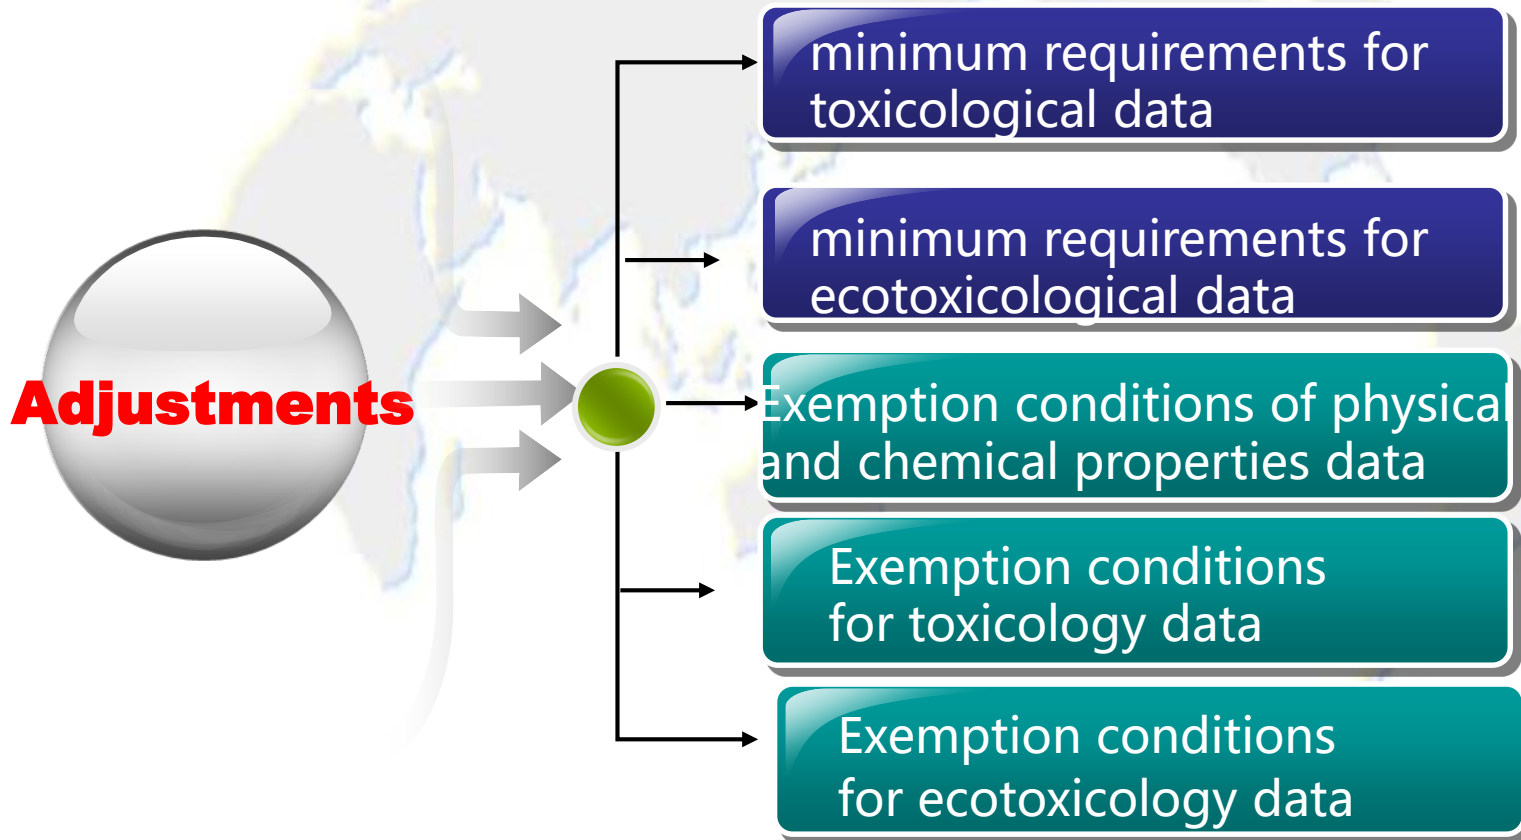 Adjustments
minimum requirements for
toxicological data
minimum requirements for
ecotoxicological data
Exemption conditions of physical
and chemical properties data
Exemption conditions
for toxicology data
Exemption conditions
for ecotoxicology data